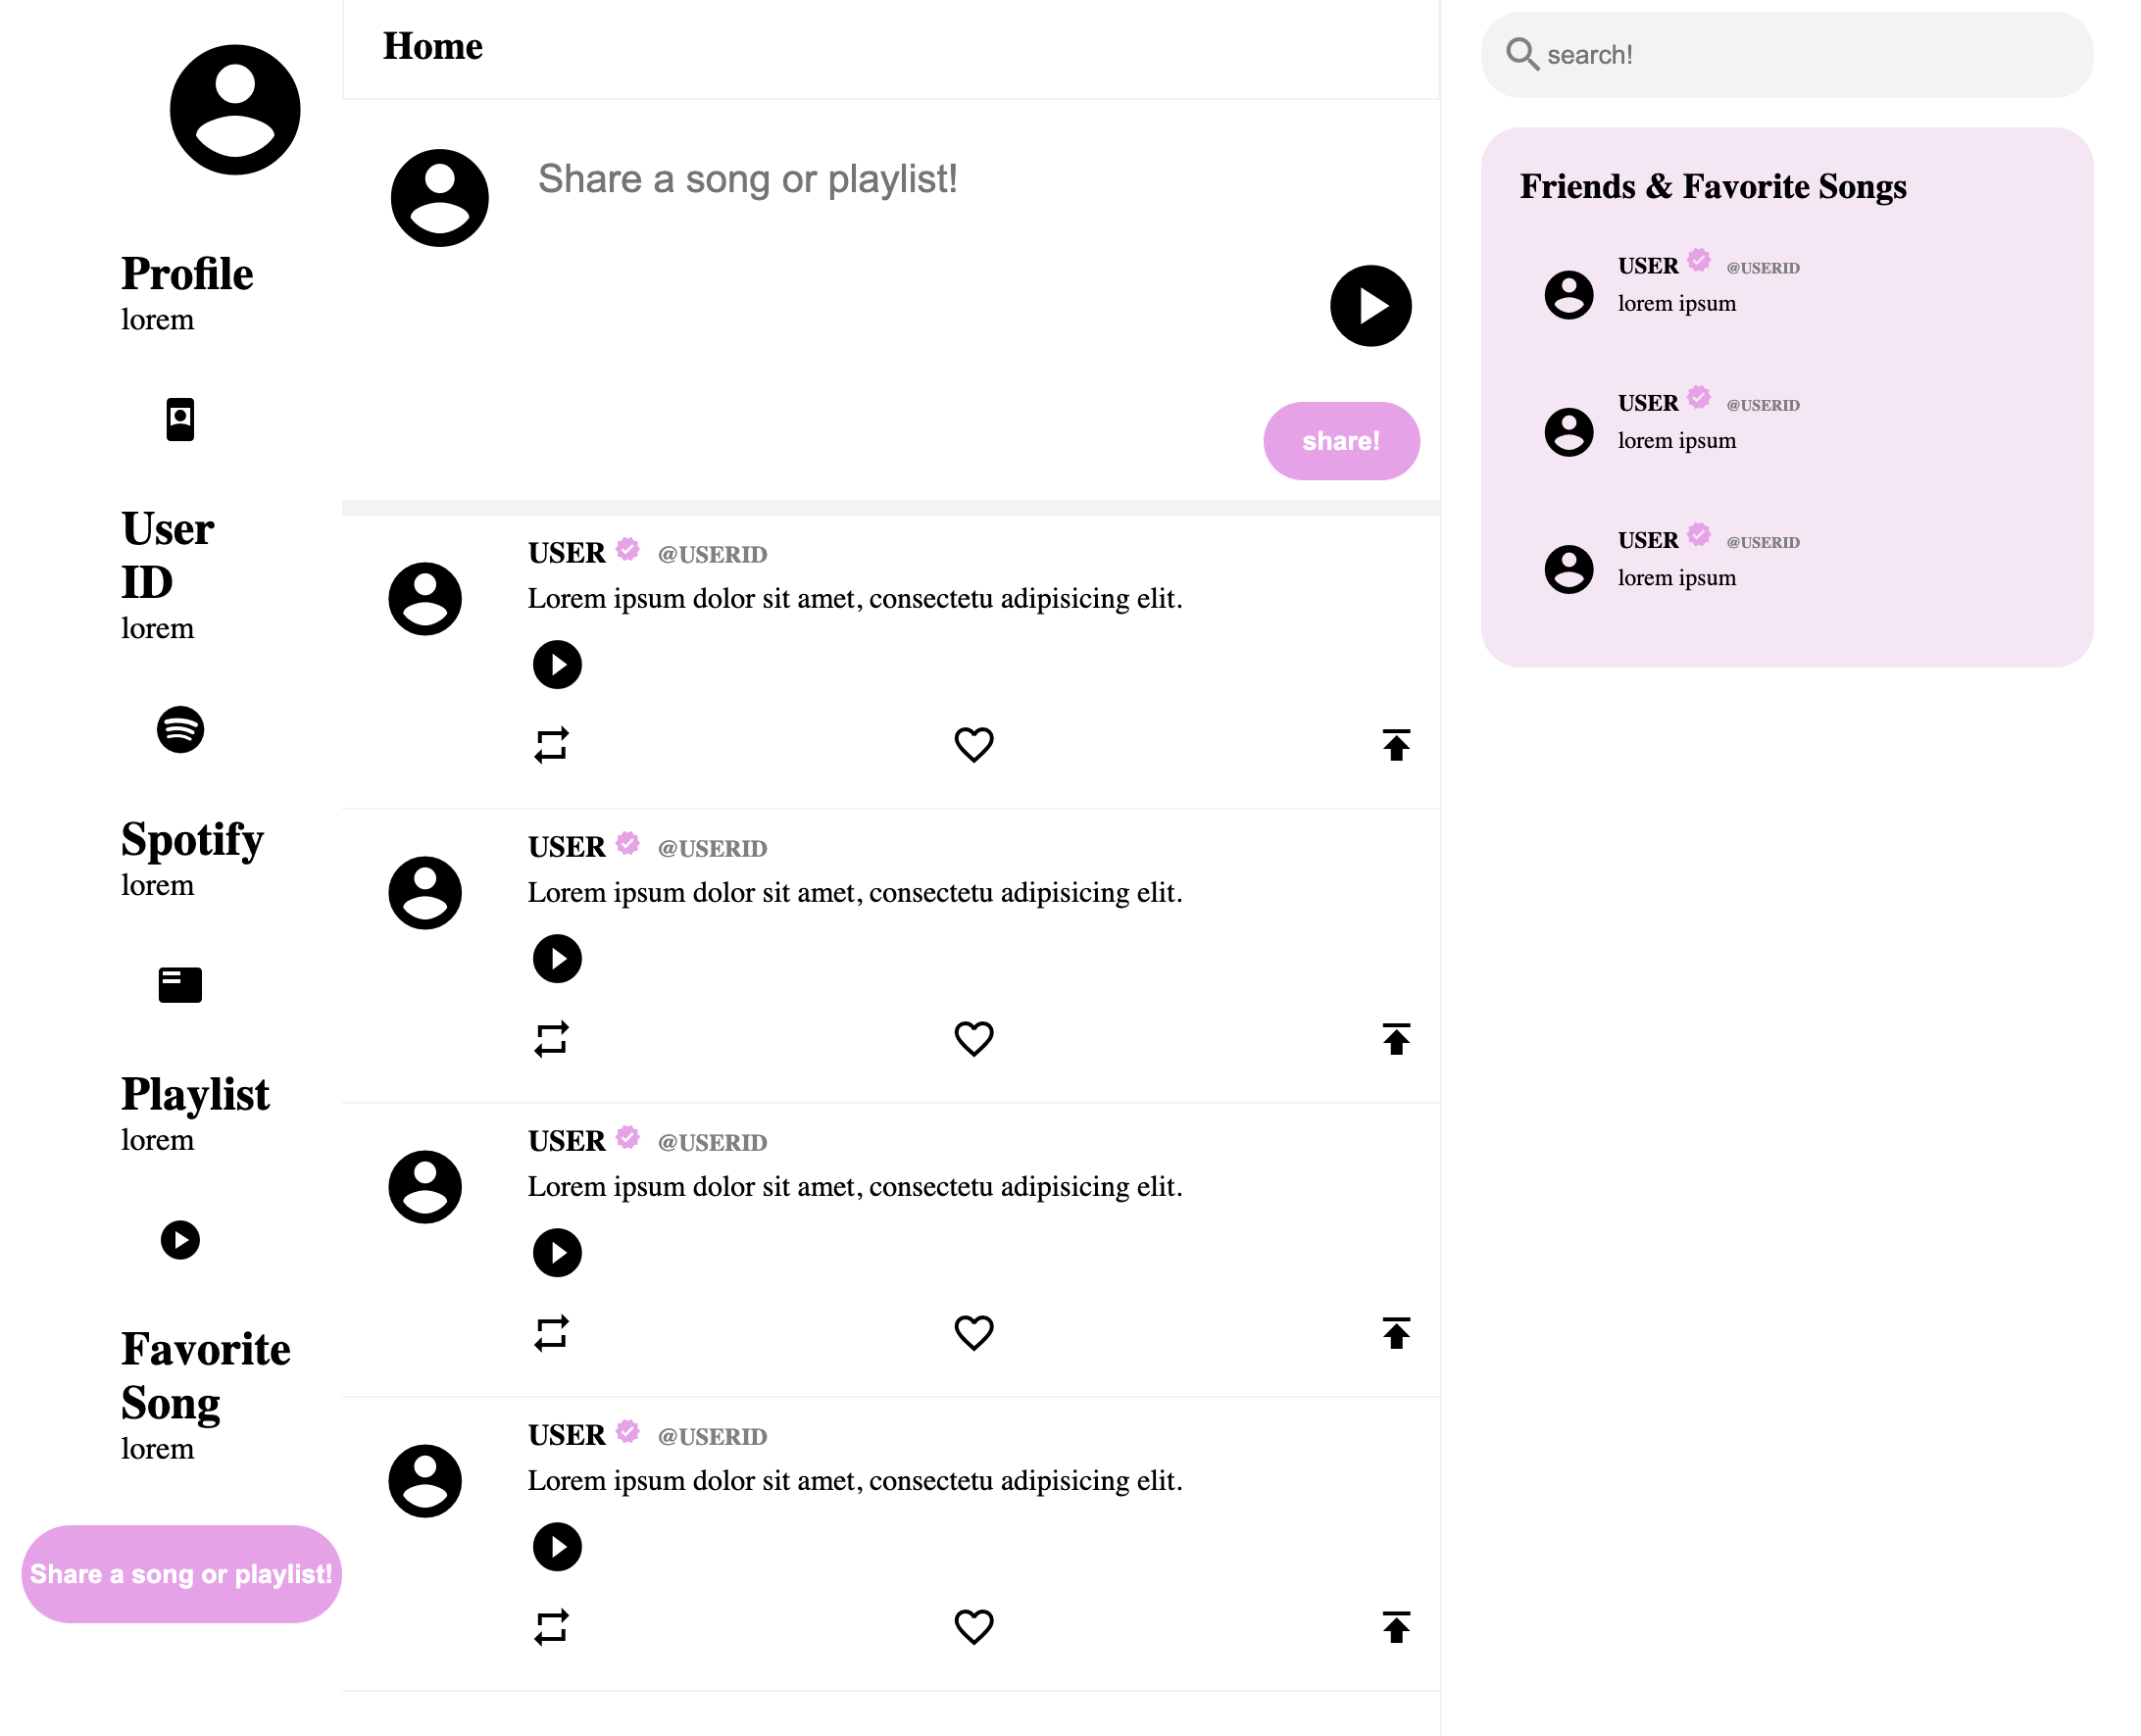 Profile
lorem
User
ID
lorem
Spotify
lorem
Playlist
lorem
Favorite
Song
lorem
Share a song or playlist!
Home
Share a song or playlist!
share!
USER @USERID
Lorem ipsum dolor sit amet, consectetu adipisicing elit.
USER @USERID
Lorem ipsum dolor sit amet, consectetu adipisicing elit.
USER @USERID
Lorem ipsum dolor sit amet, consectetu adipisicing elit.
USER @USERID
Lorem ipsum dolor sit amet, consectetu adipisicing elit.
search!
Friends & Favorite Songs
USER @USERID
lorem ipsum
USER @USERID
lorem ipsum
USER @USERID
lorem ipsum